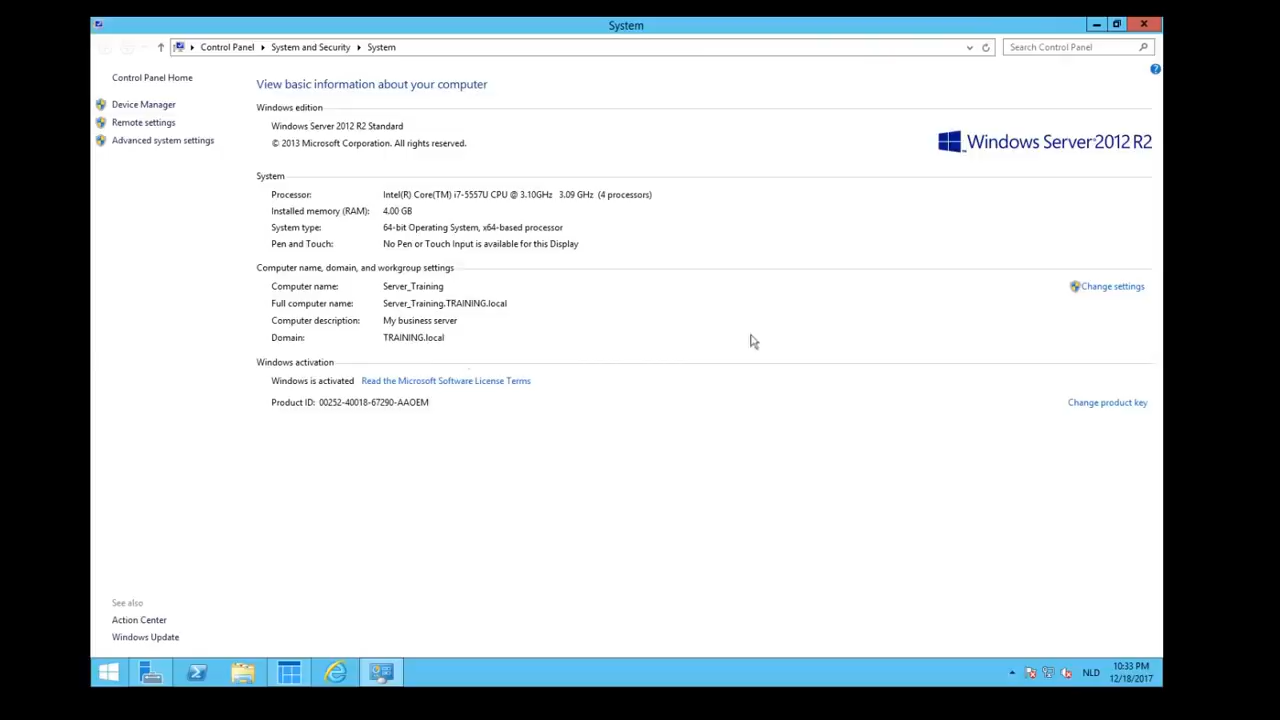 System
Control Panel System and Security System
Search Control Panel
Control Panel Home
Device Manager
Remote settings
Advanced system settings
View basic information about your computer
Windows edition
Windows Server 2012 R2 Standard
© 2013 Microsoft Corporation. All rights reserved.
Windows Server 2012 R2
System
Processor: Intel(R) Core(TM) i7-5557U CPU @ 3.10GHz 3.09 GHz (4 processors)
Installed memory (RAM): 4.00 GB
System type: 64-bit Operating System, x64-based processor
Pen and Touch: No Pen or Touch Input is available for this Display
Computer name, domain, and workgroup settings
Computer name: Server_Training
Change settings
Full computer name: Server_Training.TRAINING.local
Computer description: My business server
Domain: TRAINING.local
Windows activation
Windows is activated Read the Microsoft Software License Terms
Product ID: 00252-40018-67290-AAOEM
Change product key
See also
Action Center
Windows Update
NLD
10:33 PM
12/18/2017